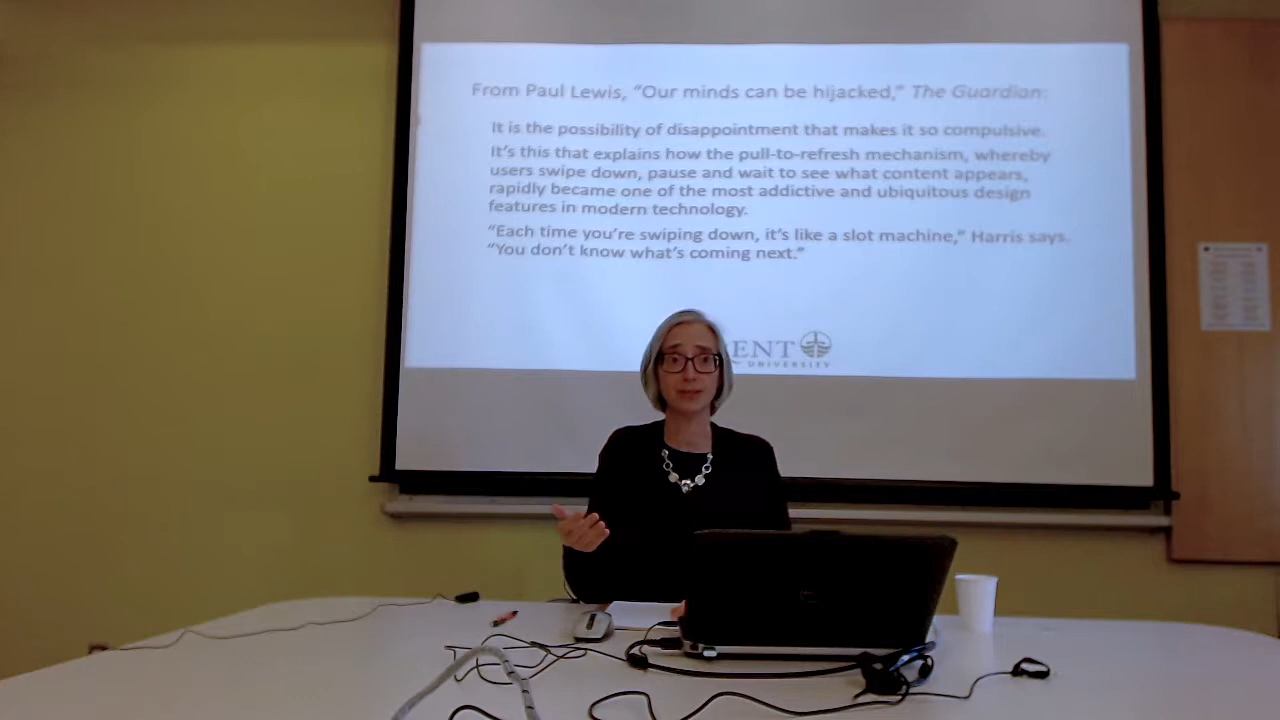 From Paul Lewis, “Our minds can be hijacked,” The Guardian:
It is the possibility of disappointment that makes it so compulsive.
It’s this that explains how the pull-to-refresh mechanism, whereby
users swipe down, pause and wait to see what content appears,
rapidly became one of the most addictive and ubiquitous design
features in modern technology.
“Each time you’re swiping down, it’s like a slot machine,” Harris says.
“You don’t know what’s coming next.”
ENT
UNIVERSITY